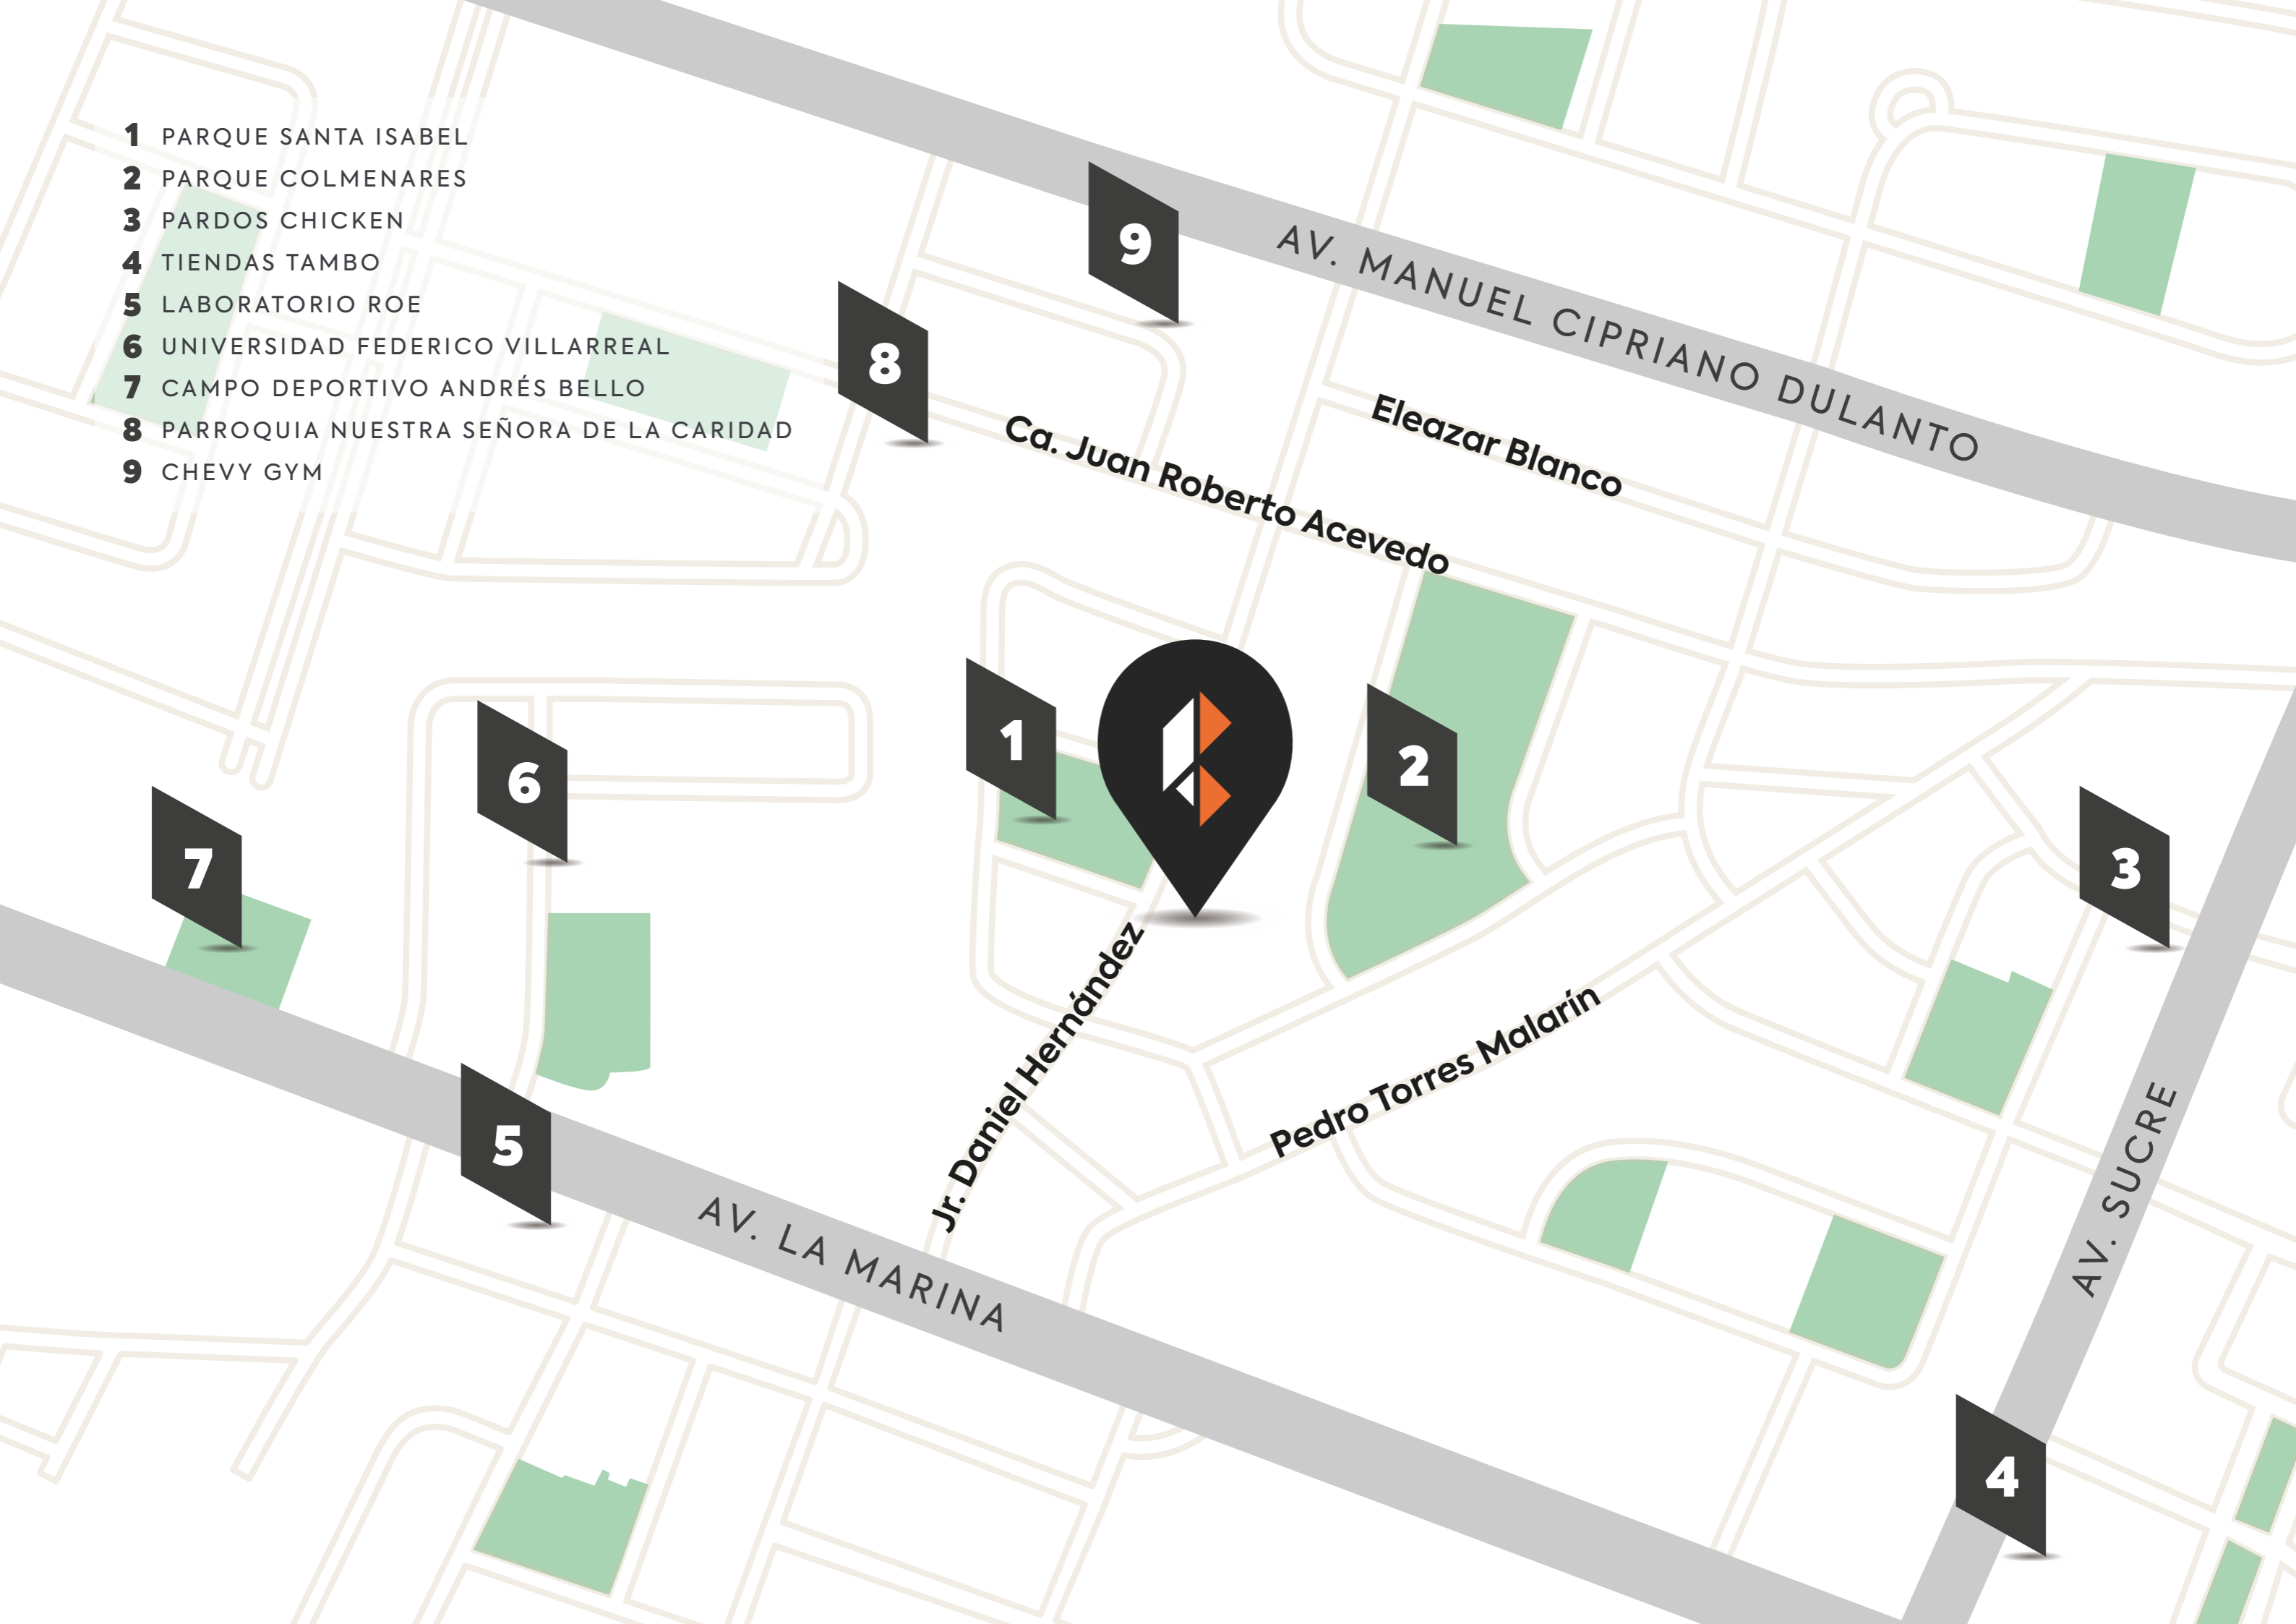 1 PARQUE SANTA ISABEL
2 PARQUE COLMENARES
3 PARDOS CHICKEN
4 TIENDAS TAMBO
5 LABORATORIO ROE
6 UNIVERSIDAD FEDERICO VILLARREAL
7 CAMPO DEPORTIVO ANDRÉS BELLO
8 PARROQUIA NUESTRA SEÑORA DE LA CARIDAD
9 CHEVY GYM
9
AV. MANUEL CIPRIANO DULANTO
8
Eleazar Blanco
Ca. Juan Roberto Acevedo
1
2
6
7
3
Jr. Daniel Hernández
Pedro Torres Malarín
5
AV. SUCRE
AV. LA MARINA
4